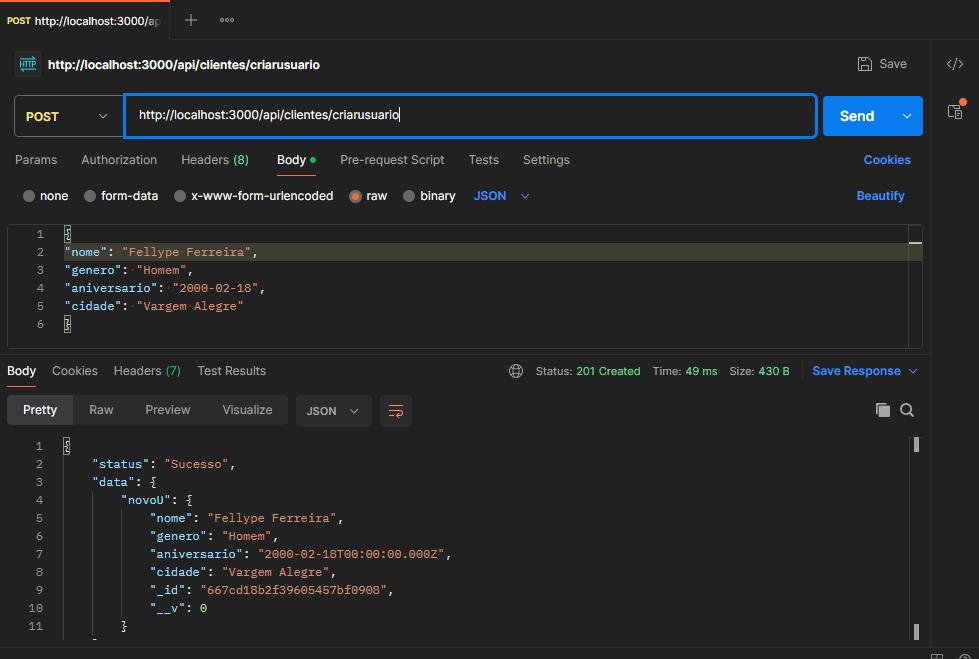 POST http://localhost:3000/ap
HTTP http://localhost:3000/api/clientes/criarusuario Save </>
POST http://localhost:3000/api/clientes/criarusuario Send
Params Authorization Headers (8) Body Pre-request Script Tests Settings Cookies
none form-data x-www-form-urlencoded raw binary JSON Beautify
1 {
2 "nome": "Fellype Ferreira",
3 "genero": "Homem",
4 "aniversario": "2000-02-18",
5 "cidade": "Vargem Alegre"
6 }
Body Cookies Headers (7) Test Results Status: 201 Created Time: 49 ms Size: 430 B Save Response
Pretty Raw Preview Visualize JSON
1 {
2 "status": "Sucesso",
3 "data": {
4 "novoU": {
5 "nome": "Fellype Ferreira",
6 "genero": "Homem",
7 "aniversario": "2000-02-18T00:00:00.000Z",
8 "cidade": "Vargem Alegre",
9 "_id": "667cd18b2f39605457bf0908",
10 "__v": 0
11 }